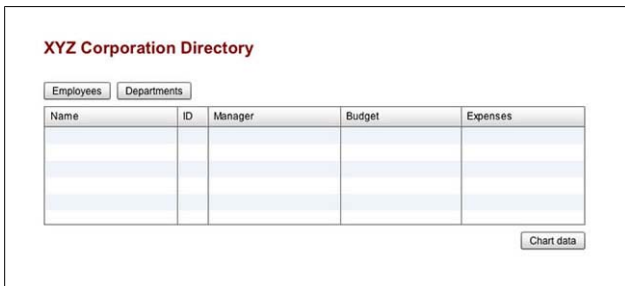 XYZ Corporation Directory
Employees Departments
Name ID Manager Budget Expenses
Chart data